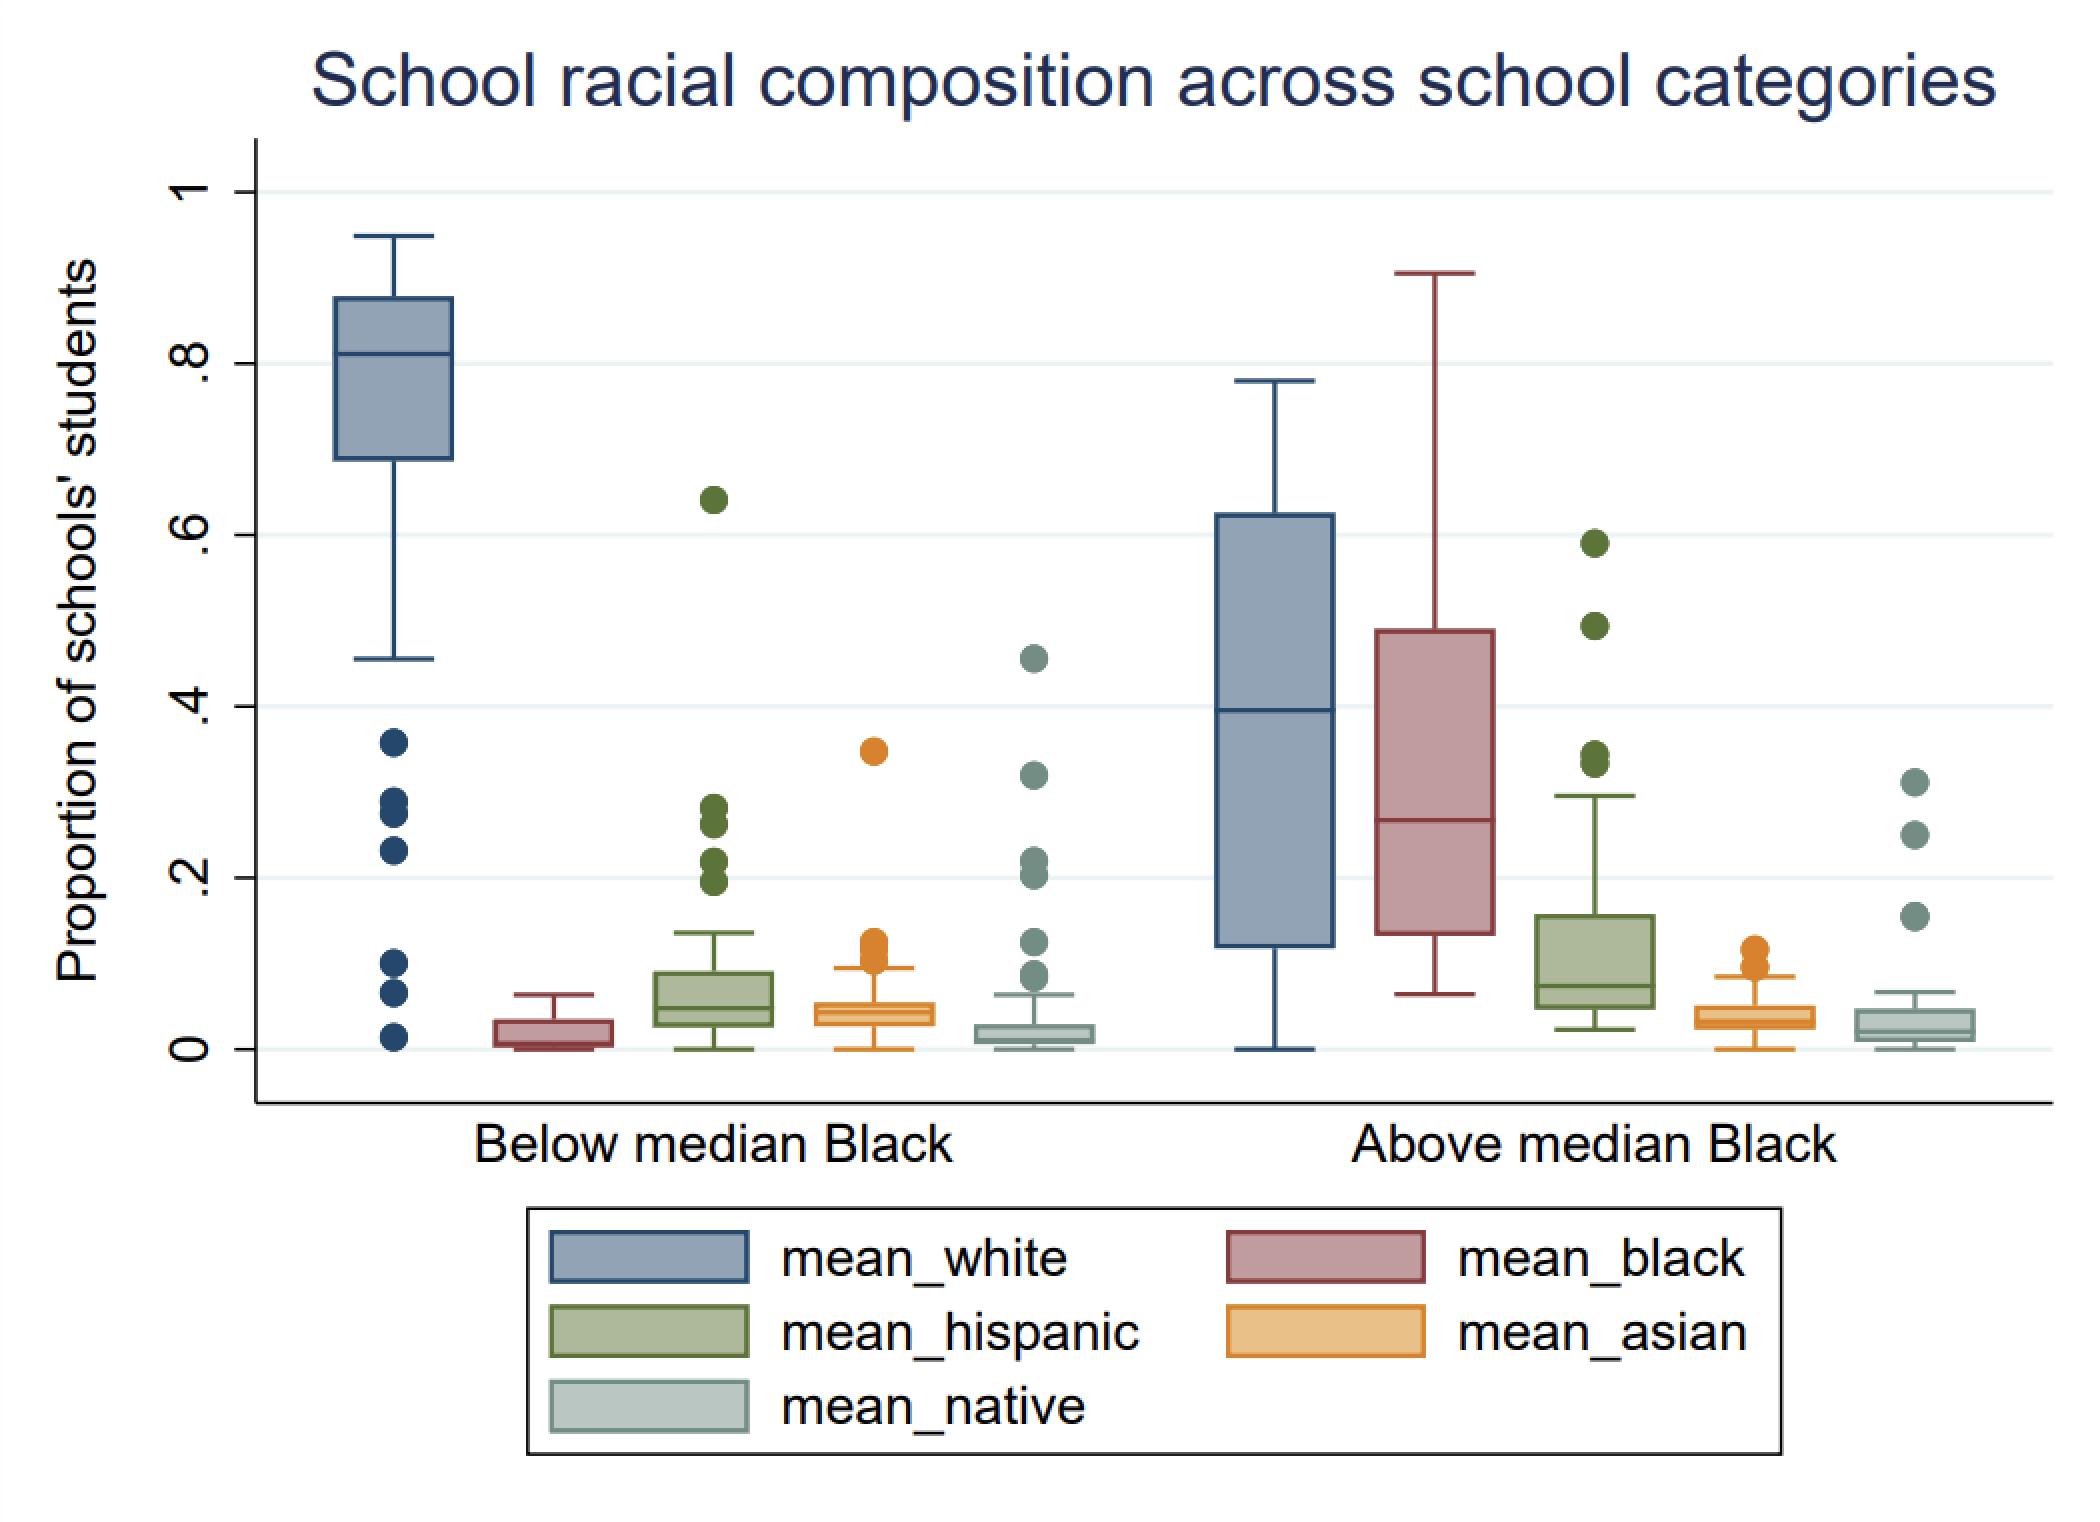 School racial composition across school categories
Proportion of schools' students
1
.8
.6
.4
.2
0
Below median Black
Above median Black
mean_white
mean_black
mean_hispanic
mean_asian
mean_native